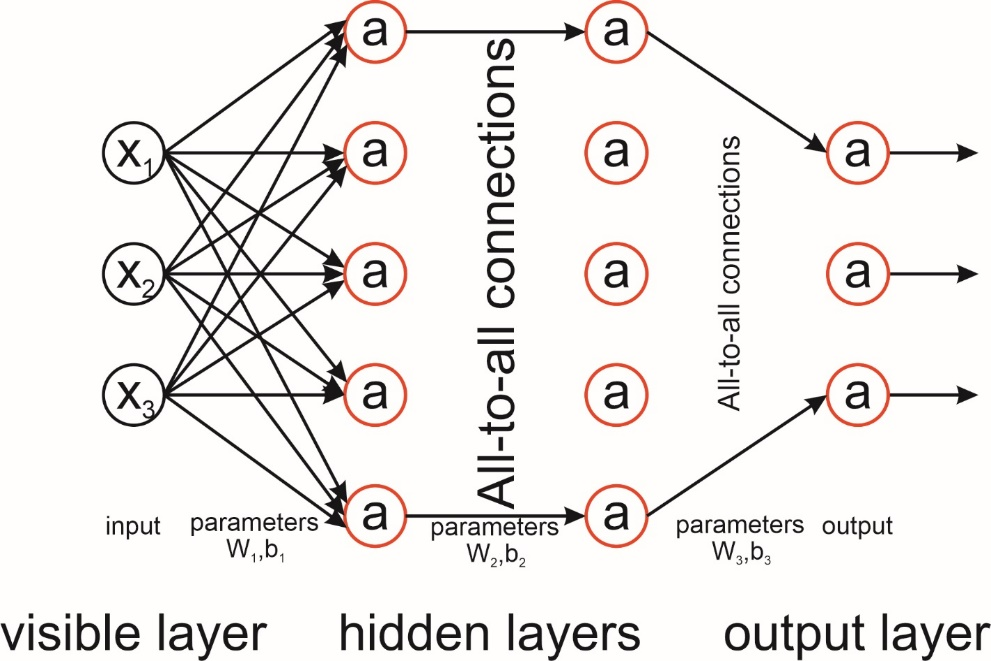 a
a
a
a
a
All-to-all connections
a
a
a
a
a
All-to-all connections
x₁
x₂
x₃
a
a
a
input
parameters
W₁,b₁
parameters
W₂,b₂
parameters
W₃,b₃
output
visible layer
hidden layers
output layer